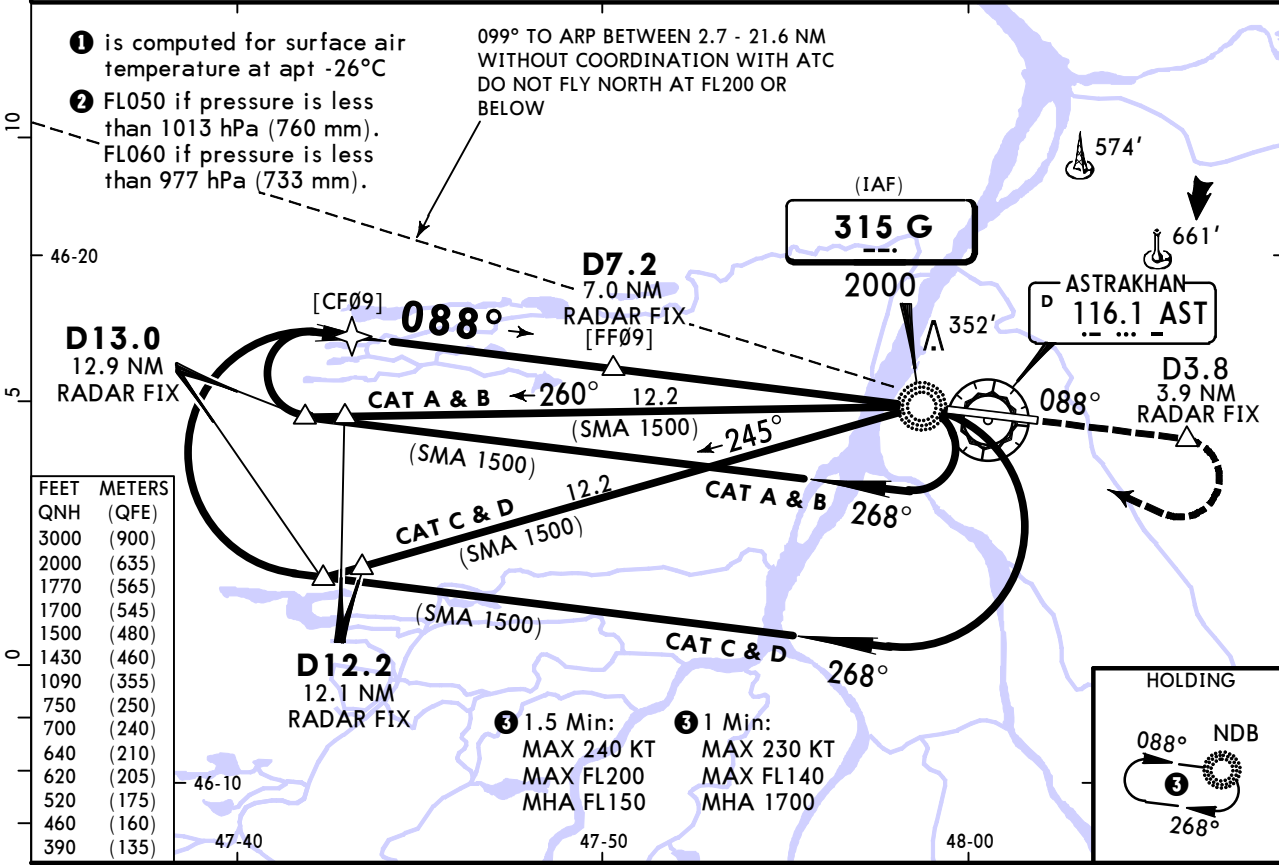 ❶ is computed for surface air
temperature at apt -26°C
❷ FL050 if pressure is less
than 1013 hPa (760 mm).
FL060 if pressure is less
than 977 hPa (733 mm).
099° TO ARP BETWEEN 2.7 - 21.6 NM
WITHOUT COORDINATION WITH ATC
DO NOT FLY NORTH AT FL200 OR
BELOW
10
5
0
46-20
46-10
47-40
47-50
48-00
574'
661'
352'
(IAF)
315 G
2000
ASTRAKHAN
D 116.1 AST
D7.2
7.0 NM
RADAR FIX
[FF09]
[CFØ9]
088°
D13.0
12.9 NM
RADAR FIX
D3.8
3.9 NM
RADAR FIX
088°
CAT A & B 260° 12.2
(SMA 1500)
245°
(SMA 1500)
CAT A & B 268°
CAT C & D 12.2
(SMA 1500)
(SMA 1500)
CAT C & D 268°
D12.2
12.1 NM
RADAR FIX
FEET METERS
QNH (QFE)
3000 (900)
2000 (635)
1770 (565)
1700 (545)
1500 (480)
1430 (460)
1090 (355)
750 (250)
700 (240)
640 (210)
620 (205)
520 (175)
460 (160)
390 (135)
❸ 1.5 Min:
MAX 240 KT
MAX FL200
MHA FL150
❸ 1 Min:
MAX 230 KT
MAX FL140
MHA 1700
HOLDING
088° NDB
❸
268°